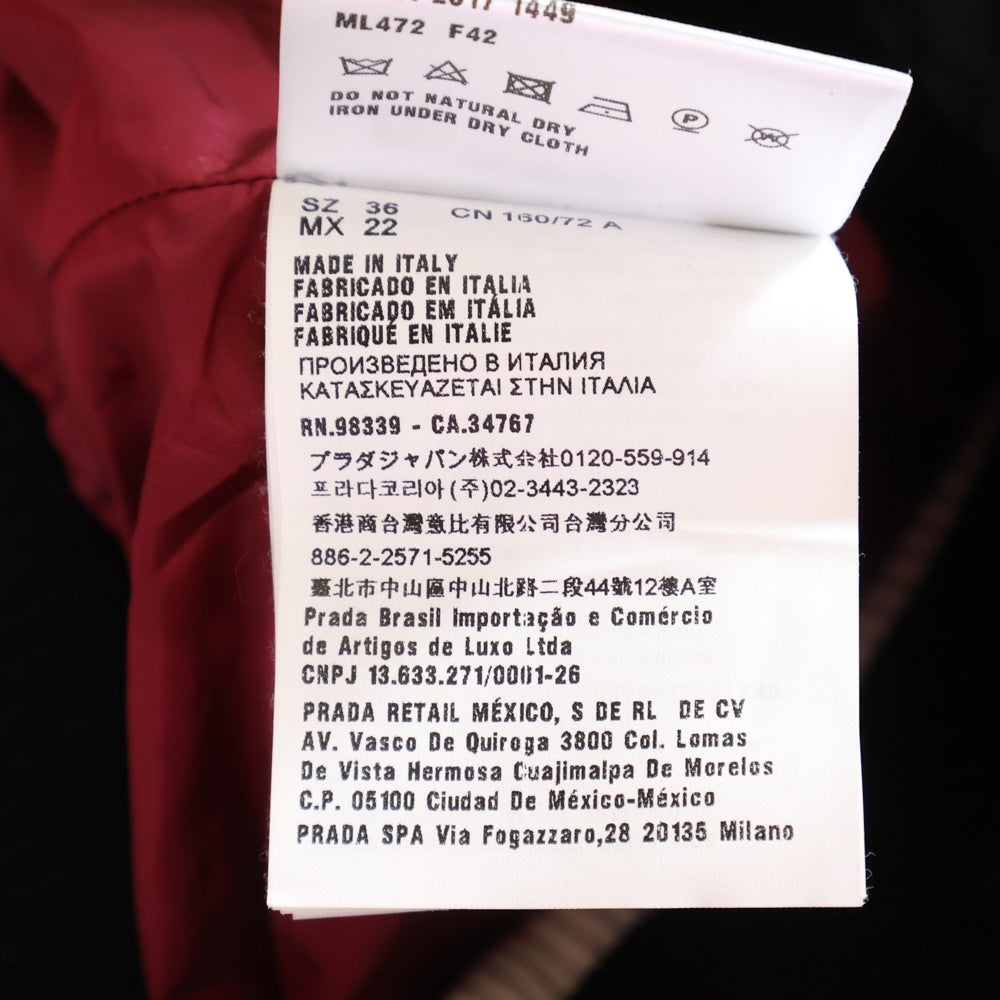 2017 1449
ML472 F42
DO NOT NATURAL DRY
IRON UNDER DRY CLOTH
P
SZ 36 CN 160/72 A
MX 22
MADE IN ITALY
FABRICADO EN ITALIA
FABRICADO EM ITÁLIA
FABRIQUÉ EN ITALIE
ПРОИЗВЕДЕНО В ИТАЛИЯ
ΚΑΤΑΣΚΕΥΑΖΕΤΑΙ ΣΤΗΝ ΙΤΑΛΙΑ
RN.98339 - CA.34767
プラダジャパン株式会社0120-559-914
프라다코리아(주)02-3443-2323
香港商台灣意比有限公司台灣分公司
886-2-2571-5255
臺北市中山區中山北路二段44號12樓A室
Prada Brasil Importação e Comércio
de Artigos de Luxo Ltda
CNPJ 13.633.271/0001-26
PRADA RETAIL MÉXICO, S DE RL DE CV
AV. Vasco De Quiroga 3800 Col. Lomas
De Vista Hermosa Cuajimalpa De Morelos
C.P. 05100 Ciudad De México-México
PRADA SPA Via Fogazzaro,28 20135 Milano